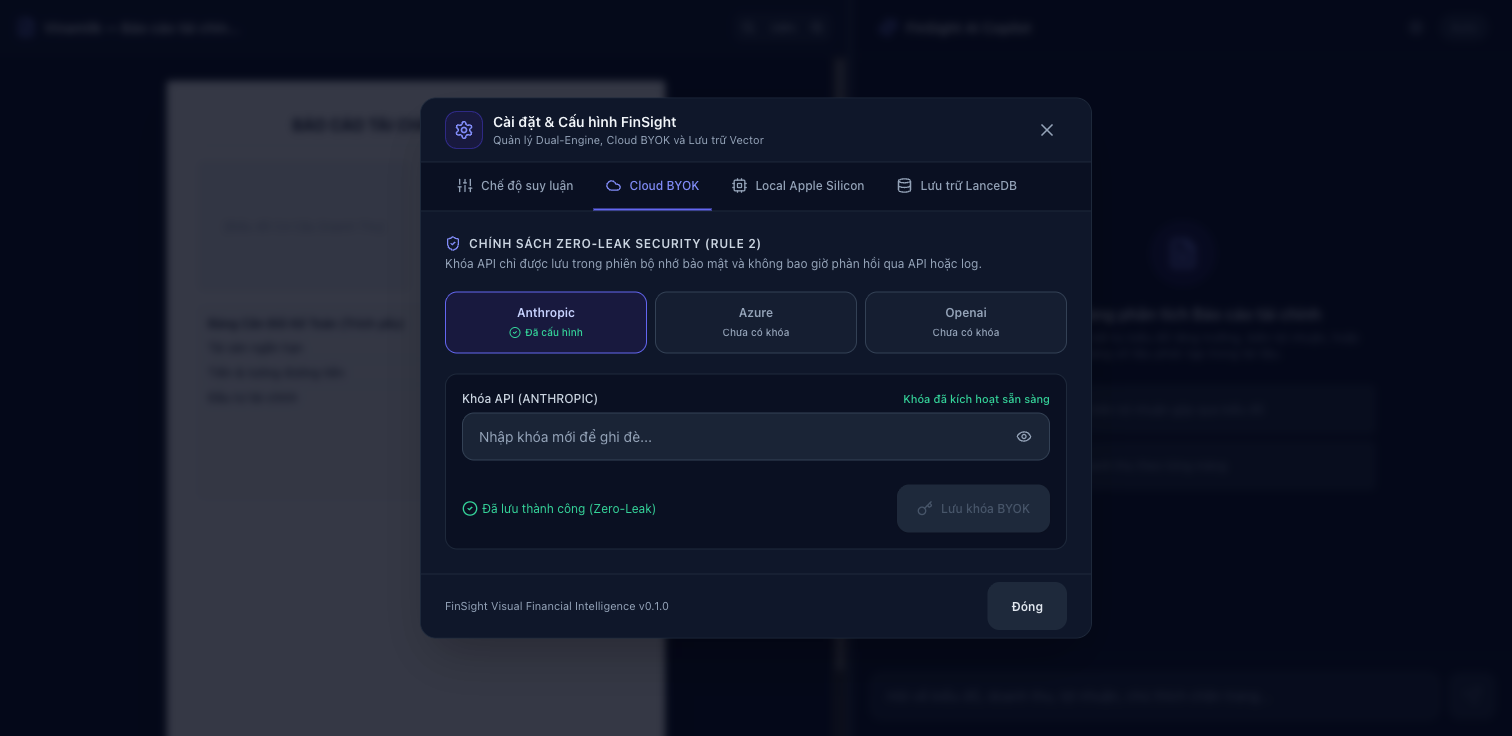 Cài đặt & Cấu hình FinSight
Quản lý Dual-Engine, Cloud BYOK và Lưu trữ Vector
Chế độ suy luận
Cloud BYOK
Local Apple Silicon
Lưu trữ LanceDB
CHÍNH SÁCH ZERO-LEAK SECURITY (RULE 2)
Khóa API chỉ được lưu trong phiên bộ nhớ bảo mật và không bao giờ phản hồi qua API hoặc log.
Anthropic
Đã cấu hình
Azure
Chưa có khóa
Openai
Chưa có khóa
Khóa API (ANTHROPIC)
Khóa đã kích hoạt sẵn sàng
Nhập khóa mới để ghi đè...
Đã lưu thành công (Zero-Leak)
Lưu khóa BYOK
FinSight Visual Financial Intelligence v0.1.0
Đóng